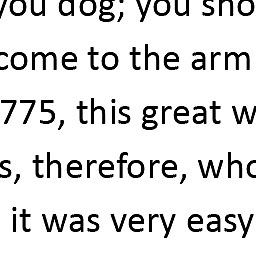 you dog; you sho
come to the arm
775, this great w
s, therefore, who
it was very easy